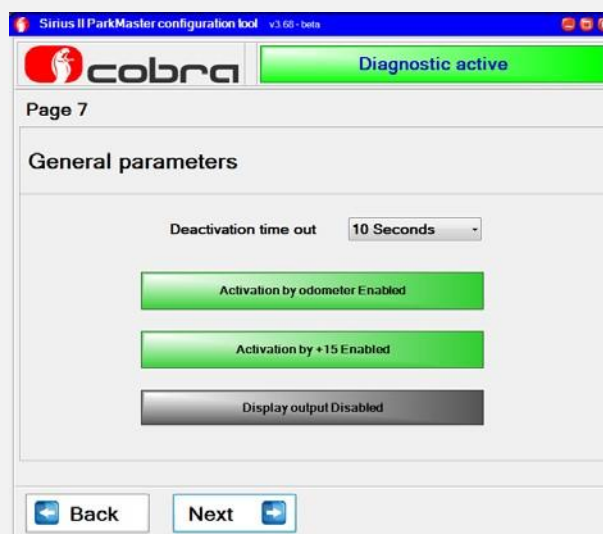 Sirius II ParkMaster configuration tool v3.68 - beta
cobra
Diagnostic active
Page 7
General parameters
Deactivation time out 10 Seconds
Activation by odometer Enabled
Activation by +15 Enabled
Display output Disabled
Back Next